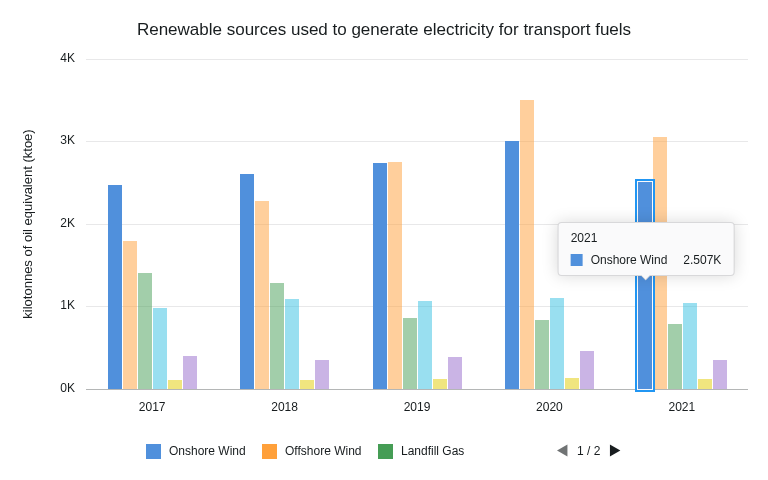 Renewable sources used to generate electricity for transport fuels
kilotonnes of oil equivalent (ktoe)
4K
3K
2K
1K
0K
2021
Onshore Wind 2.507K
2017 2018 2019 2020 2021
Onshore Wind Offshore Wind Landfill Gas 1 / 2